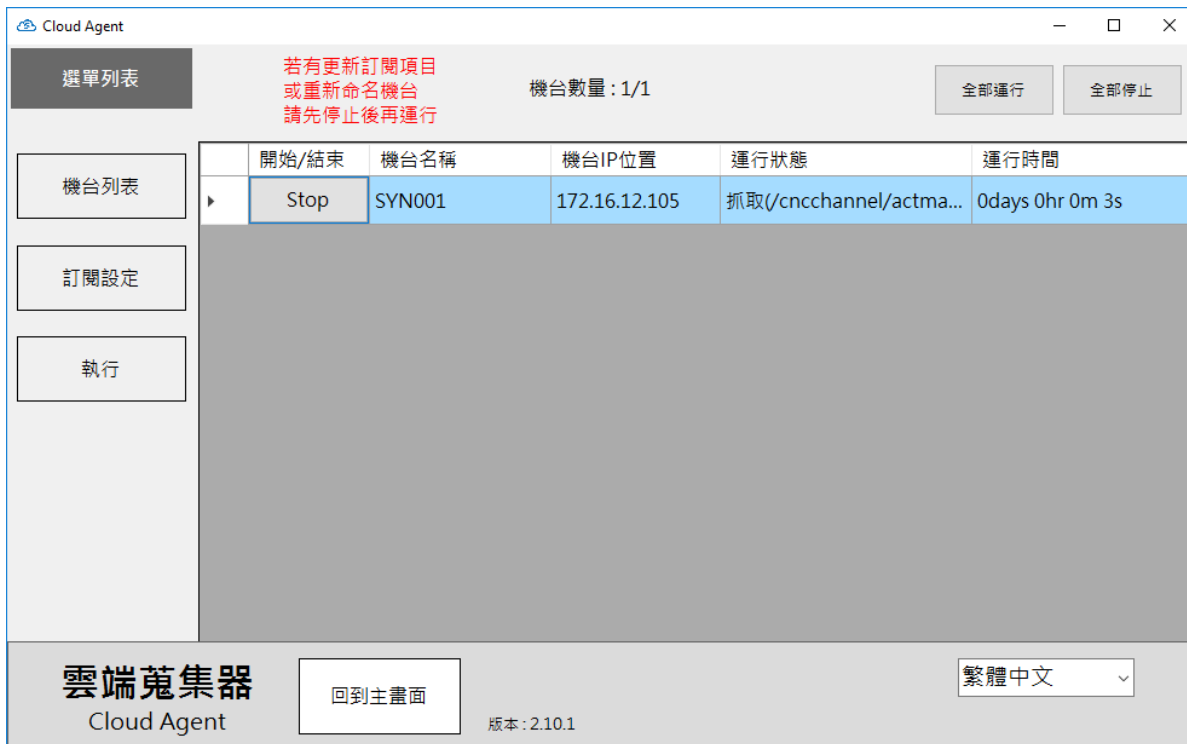 Cloud Agent
選單列表
若有更新訂閱項目
或重新命名機台
請先停止後再運行
機台數量 : 1/1
全部運行
全部停止
機台列表
訂閱設定
執行
開始/結束 機台名稱 機台IP位置 運行狀態 運行時間
Stop SYN001 172.16.12.105 抓取(/cncchannel/actma... 0days 0hr 0m 3s
雲端蒐集器
Cloud Agent
回到主畫面
版本 : 2.10.1
繁體中文